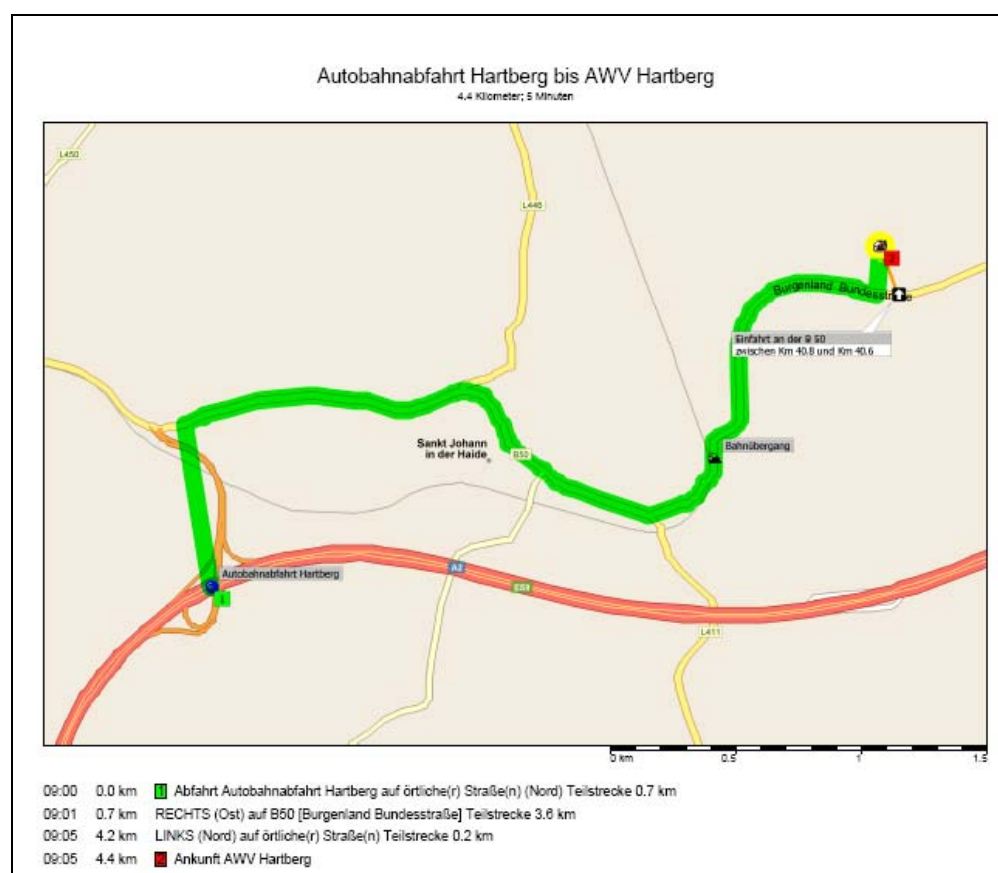 Autobahnabfahrt Hartberg bis AWV Hartberg
4.4 Kilometer; 5 Minuten
L450
L446
2
Burgenland Bundesstraße
Einfahrt an der B 50
zwischen Km 40.8 und Km 40.6
Sankt Johann
in der Haide
B50
Bahnübergang
Autobahnabfahrt Hartberg
A2
1
E59
L411
0 km 0.5 1 1.5
09:00 0.0 km 1 Abfahrt Autobahnabfahrt Hartberg auf örtliche(r) Straße(n) (Nord) Teilstrecke 0.7 km
09:01 0.7 km RECHTS (Ost) auf B50 [Burgenland Bundesstraße] Teilstrecke 3.6 km
09:05 4.2 km LINKS (Nord) auf örtliche(r) Straße(n) Teilstrecke 0.2 km
09:05 4.4 km 2 Ankunft AWV Hartberg